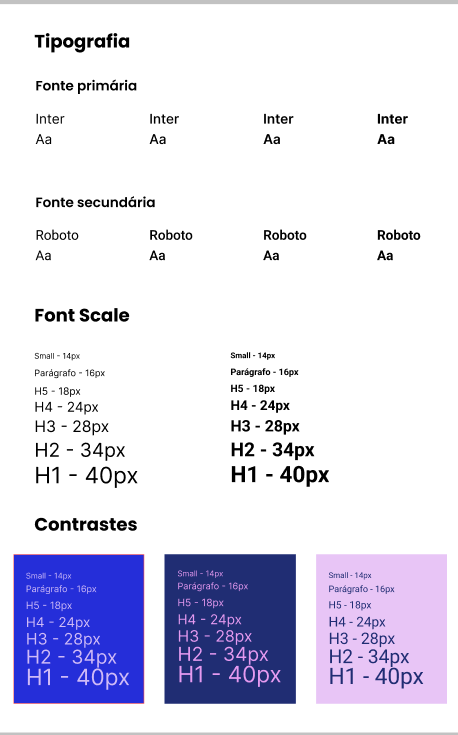 Tipografia
Fonte primária
Inter Inter Inter Inter
Aa Aa Aa Aa
Fonte secundária
Roboto Roboto Roboto Roboto
Aa Aa Aa Aa
Font Scale
Small - 14px Small - 14px
Parágrafo - 16px Parágrafo - 16px
H5 - 18px H5 - 18px
H4 - 24px H4 - 24px
H3 - 28px H3 - 28px
H2 - 34px H2 - 34px
H1 - 40px H1 - 40px
Contrastes
Small - 14px Small - 14px Small - 14px
Parágrafo - 16px Parágrafo - 16px Parágrafo - 16px
H5 - 18px H5 - 18px H5 - 18px
H4 - 24px H4 - 24px H4 - 24px
H3 - 28px H3 - 28px H3 - 28px
H2 - 34px H2 - 34px H2 - 34px
H1 - 40px H1 - 40px H1 - 40px